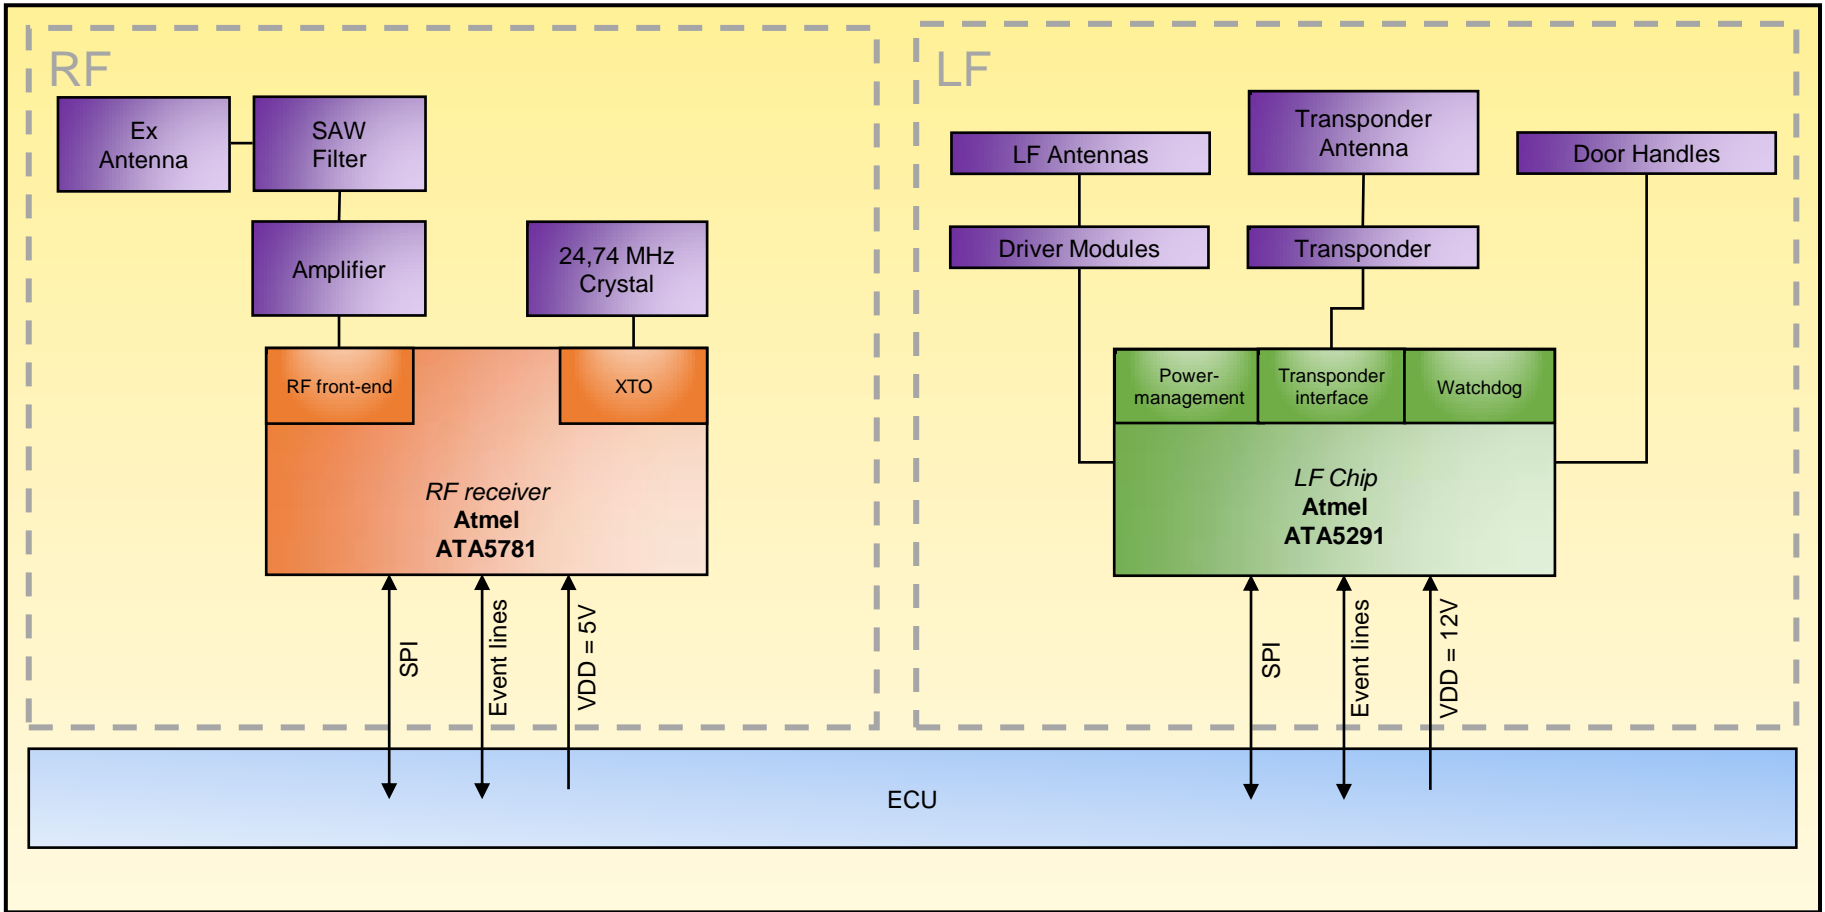 RF
Ex
Antenna
SAW
Filter
Amplifier
24,74 MHz
Crystal
RF front-end
XTO
RF receiver
Atmel
ATA5781
SPI
Event lines
VDD = 5V
LF
LF Antennas
Transponder
Antenna
Door Handles
Driver Modules
Transponder
Power-
management
Transponder
interface
Watchdog
LF Chip
Atmel
ATA5291
SPI
Event lines
VDD = 12V
ECU